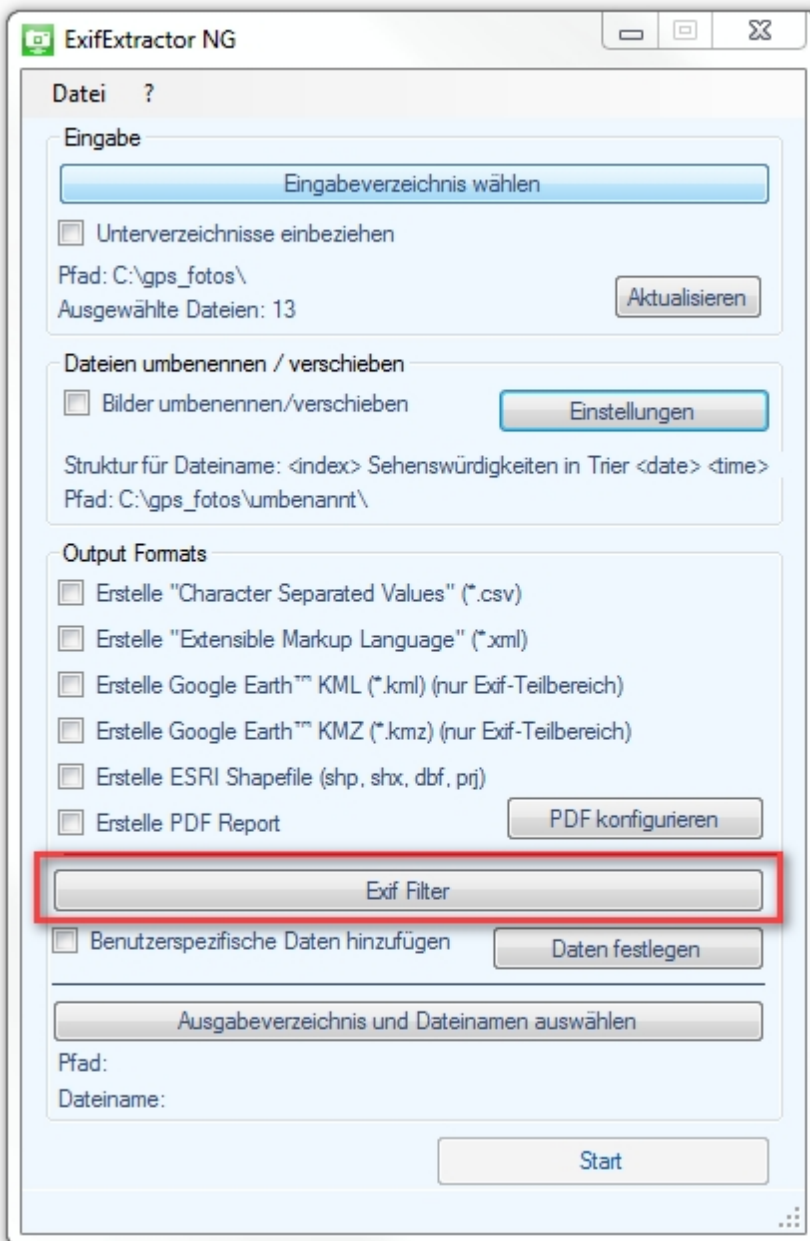 ExifExtractor NG
Datei ?
Eingabe
Eingabeverzeichnis wählen
Unterverzeichnisse einbeziehen
Pfad: C:\gps_fotos\
Ausgewählte Dateien: 13
Aktualisieren
Dateien umbenennen / verschieben
Bilder umbenennen/verschieben
Einstellungen
Struktur für Dateiname: <index> Sehenswürdigkeiten in Trier <date> <time>
Pfad: C:\gps_fotos\umbenannt\
Output Formats
Erstelle "Character Separated Values" (*.csv)
Erstelle "Extensible Markup Language" (*.xml)
Erstelle Google Earth™ KML (*.kml) (nur Exif-Teilbereich)
Erstelle Google Earth™ KMZ (*.kmz) (nur Exif-Teilbereich)
Erstelle ESRI Shapefile (shp, shx, dbf, prj)
Erstelle PDF Report
PDF konfigurieren
Exif Filter
Benutzerspezifische Daten hinzufügen
Daten festlegen
Ausgabeverzeichnis und Dateinamen auswählen
Pfad:
Dateiname:
Start